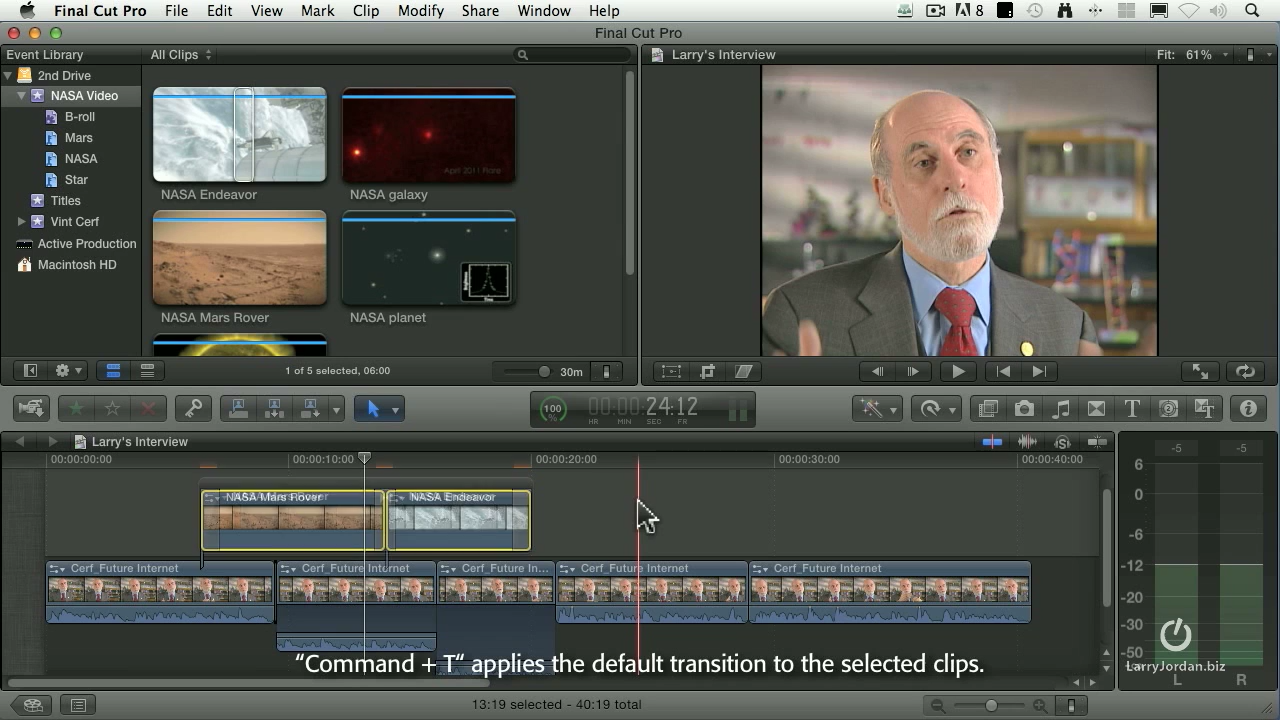 Final Cut Pro File Edit View Mark Clip Modify Share Window Help
8
Final Cut Pro
Event Library
All Clips
Larry's Interview
Fit: 61%
2nd Drive
NASA Video
B-roll
Mars
NASA
Star
Titles
Vint Cerf
Active Production
Macintosh HD
April 2011 Flare
NASA Endeavor
NASA galaxy
NASA Mars Rover
NASA planet
1 of 5 selected, 06:00
30m
100
%
00:00:24:12
HR MIN SEC FR
Larry's Interview
00:00:00:00
00:00:10:00
00:00:20:00
00:00:30:00
00:00:40:00
NASA Mars Rover
NASA Endeavor
Cerf_Future Internet
Cerf_Future Internet
Cerf_Future In...
Cerf_Future Internet
Cerf_Future Internet
-5
-5
6
0
-6
-12
-20
-30
-50
L
R
LarryJordan.biz
“Command + T“ applies the default transition to the selected clips.
13:19 selected - 40:19 total